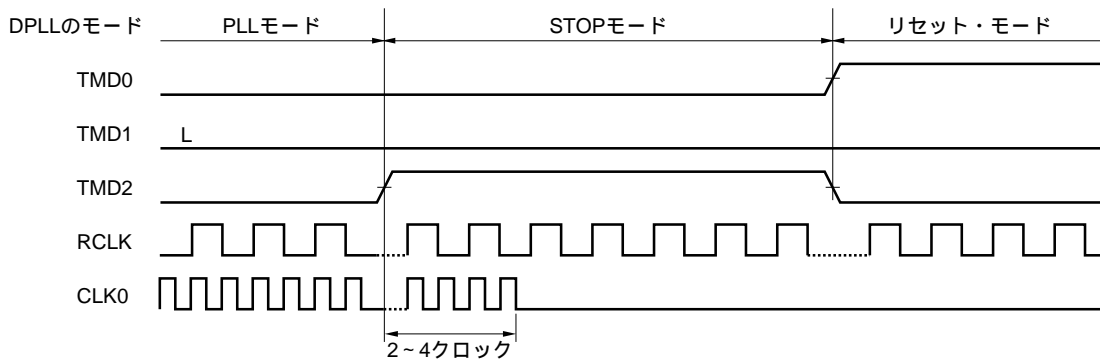 DPLLのモード PLLモード STOPモード リセット・モード
TMD0
TMD1 L
TMD2
RCLK
CLK0
2~4クロック